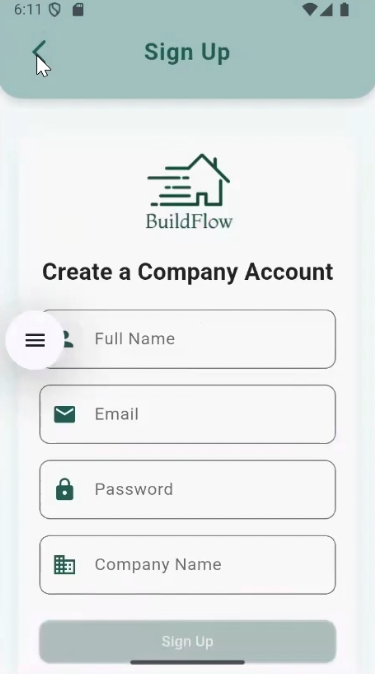 6:11
Sign Up
BuildFlow
Create a Company Account
Full Name
Email
Password
Company Name
Sign Up